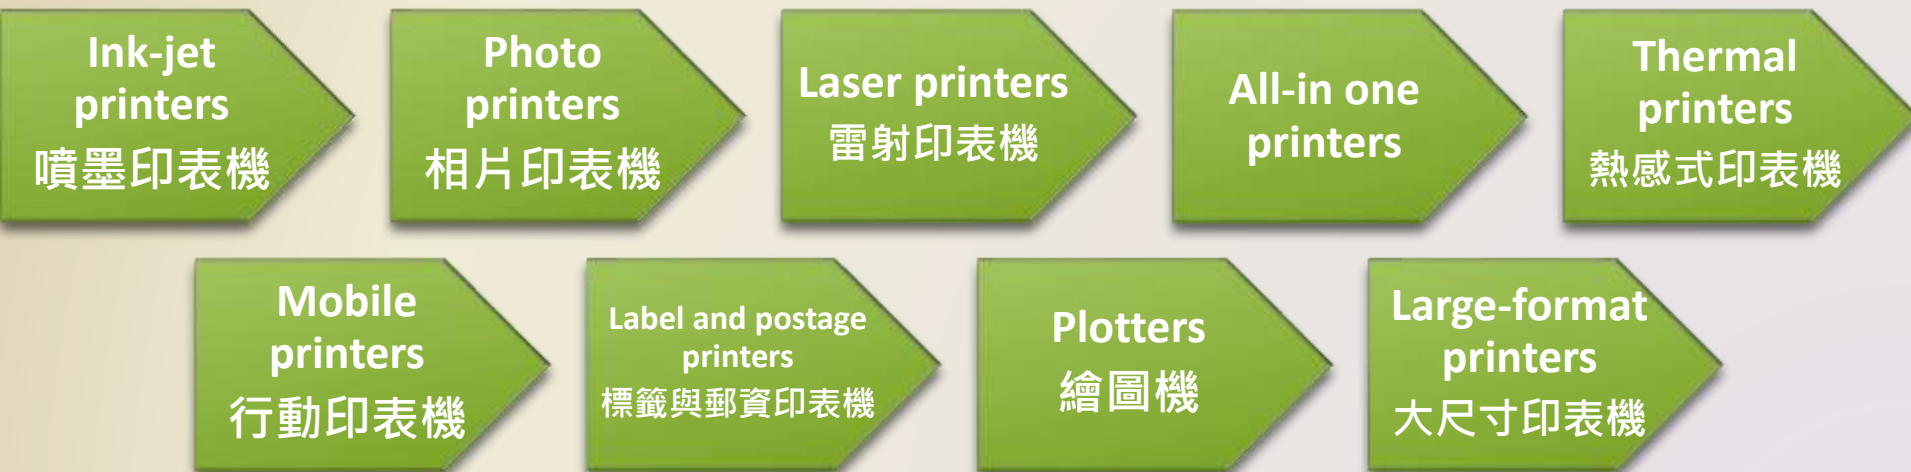 Ink-jet
printers
噴墨印表機
Photo
printers
相片印表機
Laser printers
雷射印表機
All-in one
printers
Thermal
printers
熱感式印表機
Mobile
printers
行動印表機
Label and postage
printers
標籤與郵資印表機
Plotters
繪圖機
Large-format
printers
大尺寸印表機